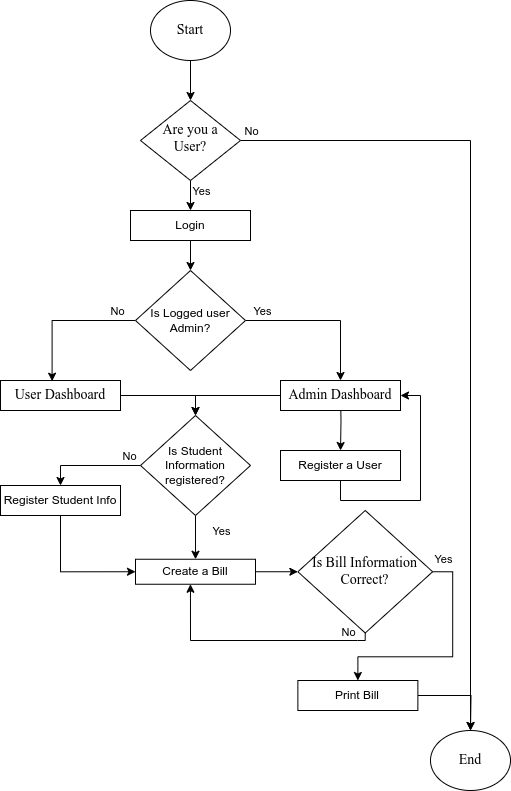 Start
Are you a
User?
No
Yes
Login
Is Logged user
Admin?
No
Yes
User Dashboard
Admin Dashboard
Is Student
Information
registered?
No
Register a User
Register Student Info
Yes
Create a Bill
Is Bill Information
Correct?
Yes
No
Print Bill
End